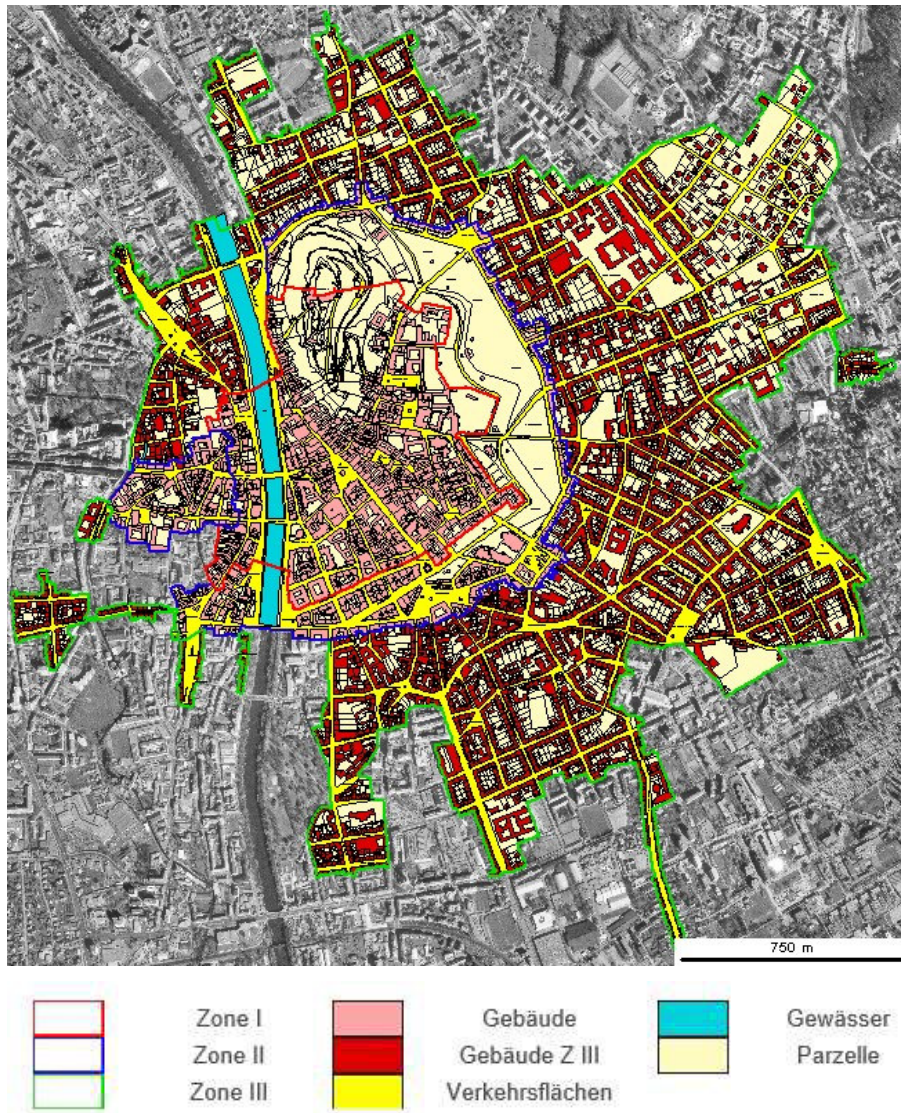 750 m
Zone I
Gebäude
Gewässer
Zone II
Gebäude Z III
Parzelle
Zone III
Verkehrsflächen